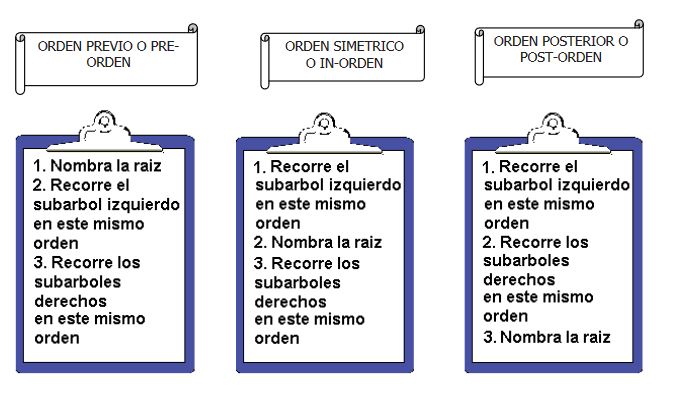 ORDEN PREVIO O PRE-
ORDEN
1. Nombra la raiz
2. Recorre el
subarbol izquierdo
en este mismo
orden
3. Recorre los
subarboles
derechos
en este mismo
orden
ORDEN SIMETRICO
O IN-ORDEN
1. Recorre el
subarbol izquierdo
en este mismo
orden
2. Nombra la raiz
3. Recorre los
subarboles
derechos
en este mismo
orden
ORDEN POSTERIOR O
POST-ORDEN
1. Recorre el
subarbol izquierdo
en este mismo
orden
2. Recorre los
subarboles
derechos
en este mismo
orden
3. Nombra la raiz